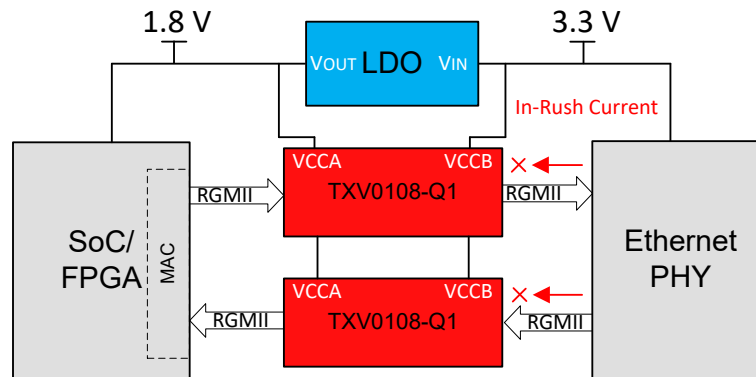 1.8 V
3.3 V
VOUT LDO VIN
In-Rush Current
VCCA VCCB
TXV0108-Q1
RGMII
RGMII
SoC/
FPGA
MAC
Ethernet
PHY
VCCA VCCB
TXV0108-Q1
RGMII
RGMII